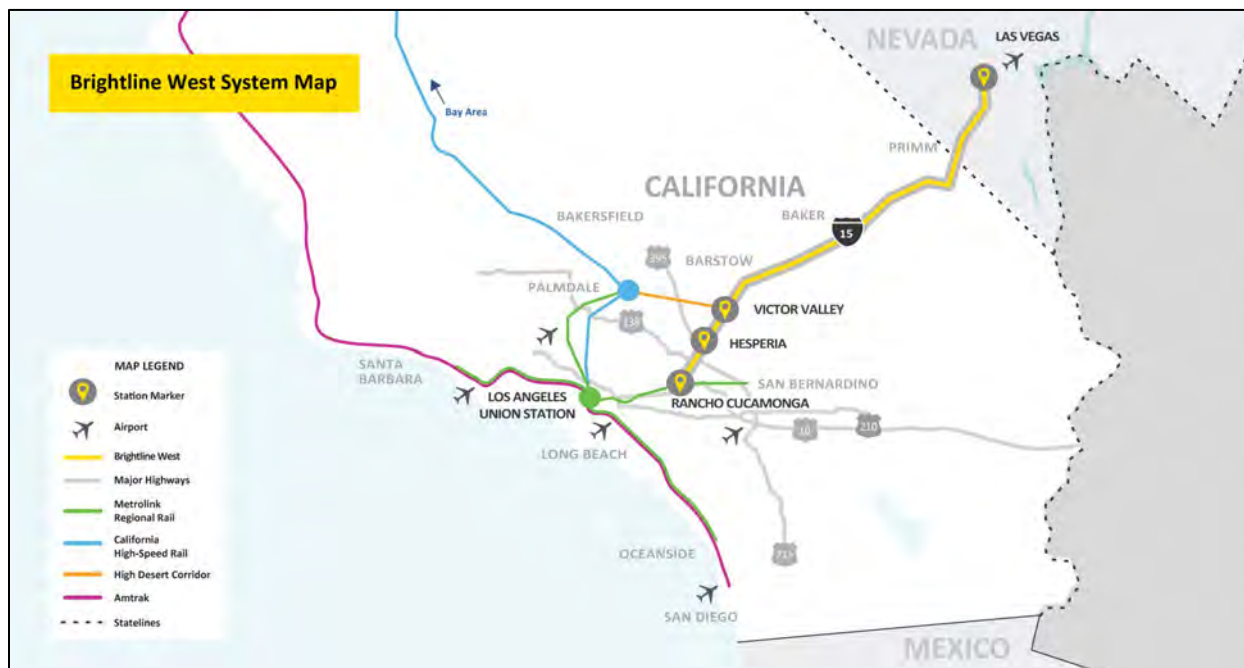 Brightline West System Map
Bay Area
NEVADA
LAS VEGAS
PRIMM
CALIFORNIA
BAKERSFIELD
BAKER
15
395
BARSTOW
PALMDALE
VICTOR VALLEY
138
HESPERIA
SANTA
BARBARA
LOS ANGELES
UNION STATION
SAN BERNARDINO
RANCHO CUCAMONGA
10
210
LONG BEACH
OCEANSIDE
215
SAN DIEGO
MEXICO
MAP LEGEND
Station Marker
Airport
Brightline West
Major Highways
Metrolink
Regional Rail
California
High-Speed Rail
High Desert Corridor
Amtrak
Statelines